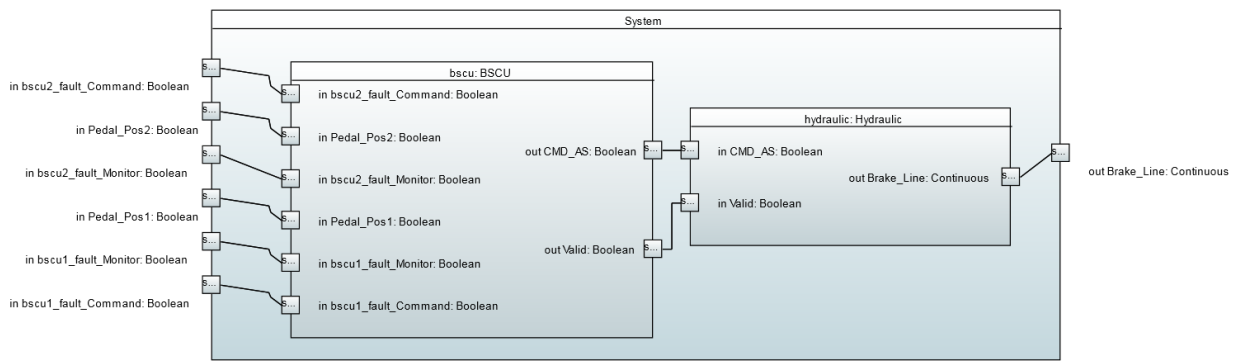 System
in bscu2_fault_Command: Boolean
in Pedal_Pos2: Boolean
in bscu2_fault_Monitor: Boolean
in Pedal_Pos1: Boolean
in bscu1_fault_Monitor: Boolean
in bscu1_fault_Command: Boolean
s...
s...
s...
s...
s...
s...
bscu: BSCU
s...
in bscu2_fault_Command: Boolean
s...
in Pedal_Pos2: Boolean
s...
in bscu2_fault_Monitor: Boolean
s...
in Pedal_Pos1: Boolean
s...
in bscu1_fault_Monitor: Boolean
s...
in bscu1_fault_Command: Boolean
out CMD_AS: Boolean
s...
out Valid: Boolean
s...
hydraulic: Hydraulic
s...
in CMD_AS: Boolean
s...
in Valid: Boolean
out Brake_Line: Continuous
s...
s...
out Brake_Line: Continuous